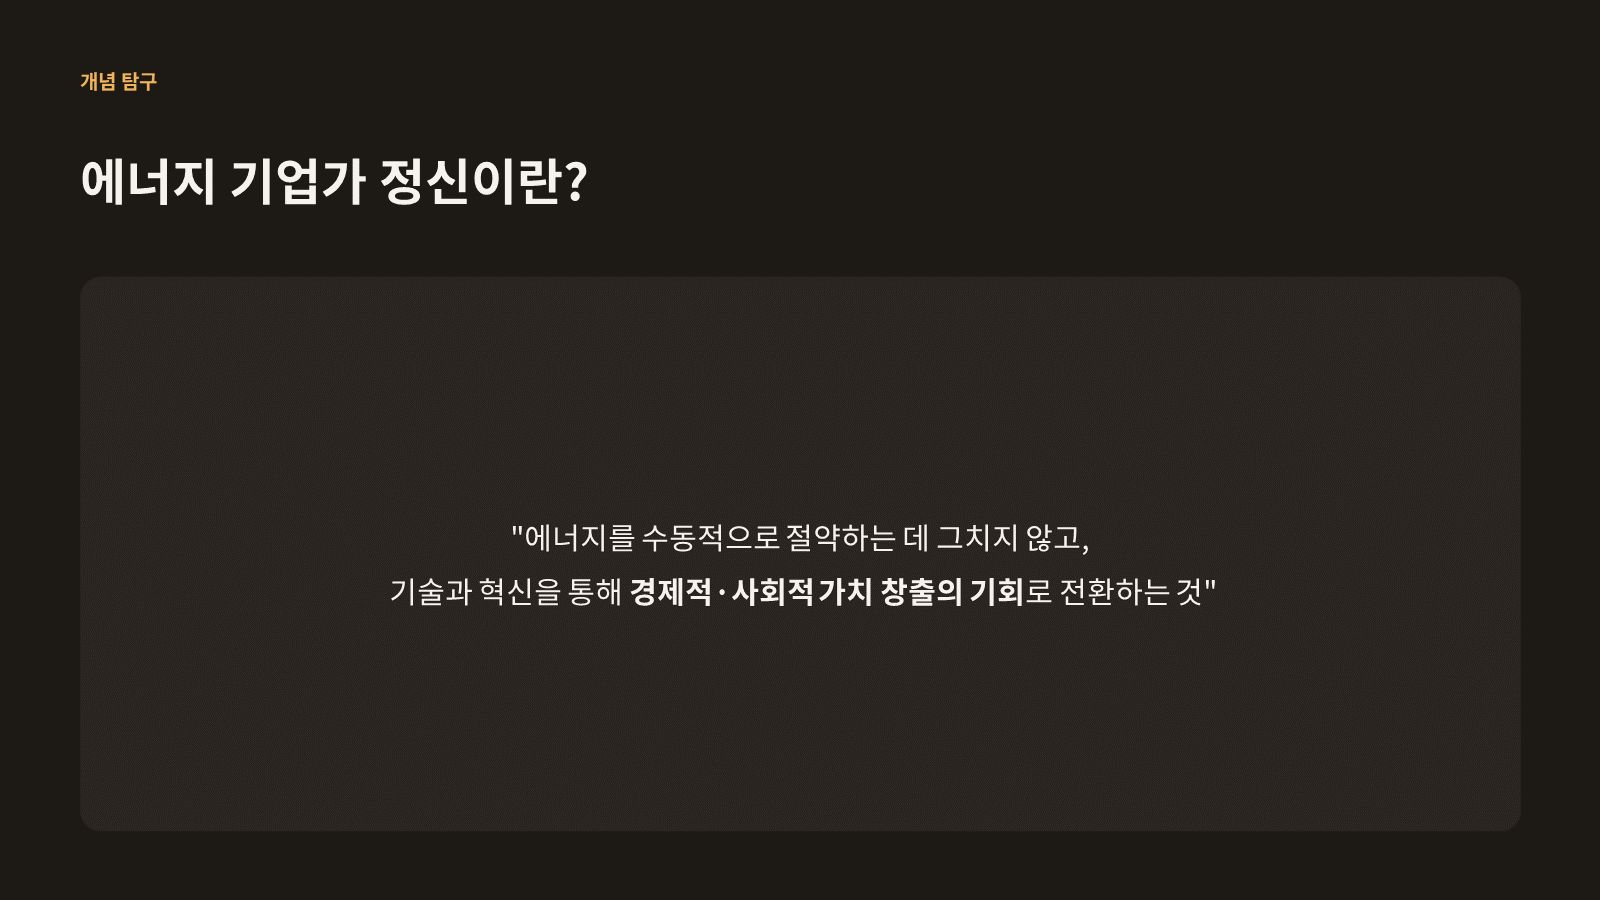 개념 탐구
에너지 기업가 정신이란?
"에너지를 수동적으로 절약하는 데 그치지 않고,
기술과 혁신을 통해 경제적·사회적 가치 창출의 기회로 전환하는 것"